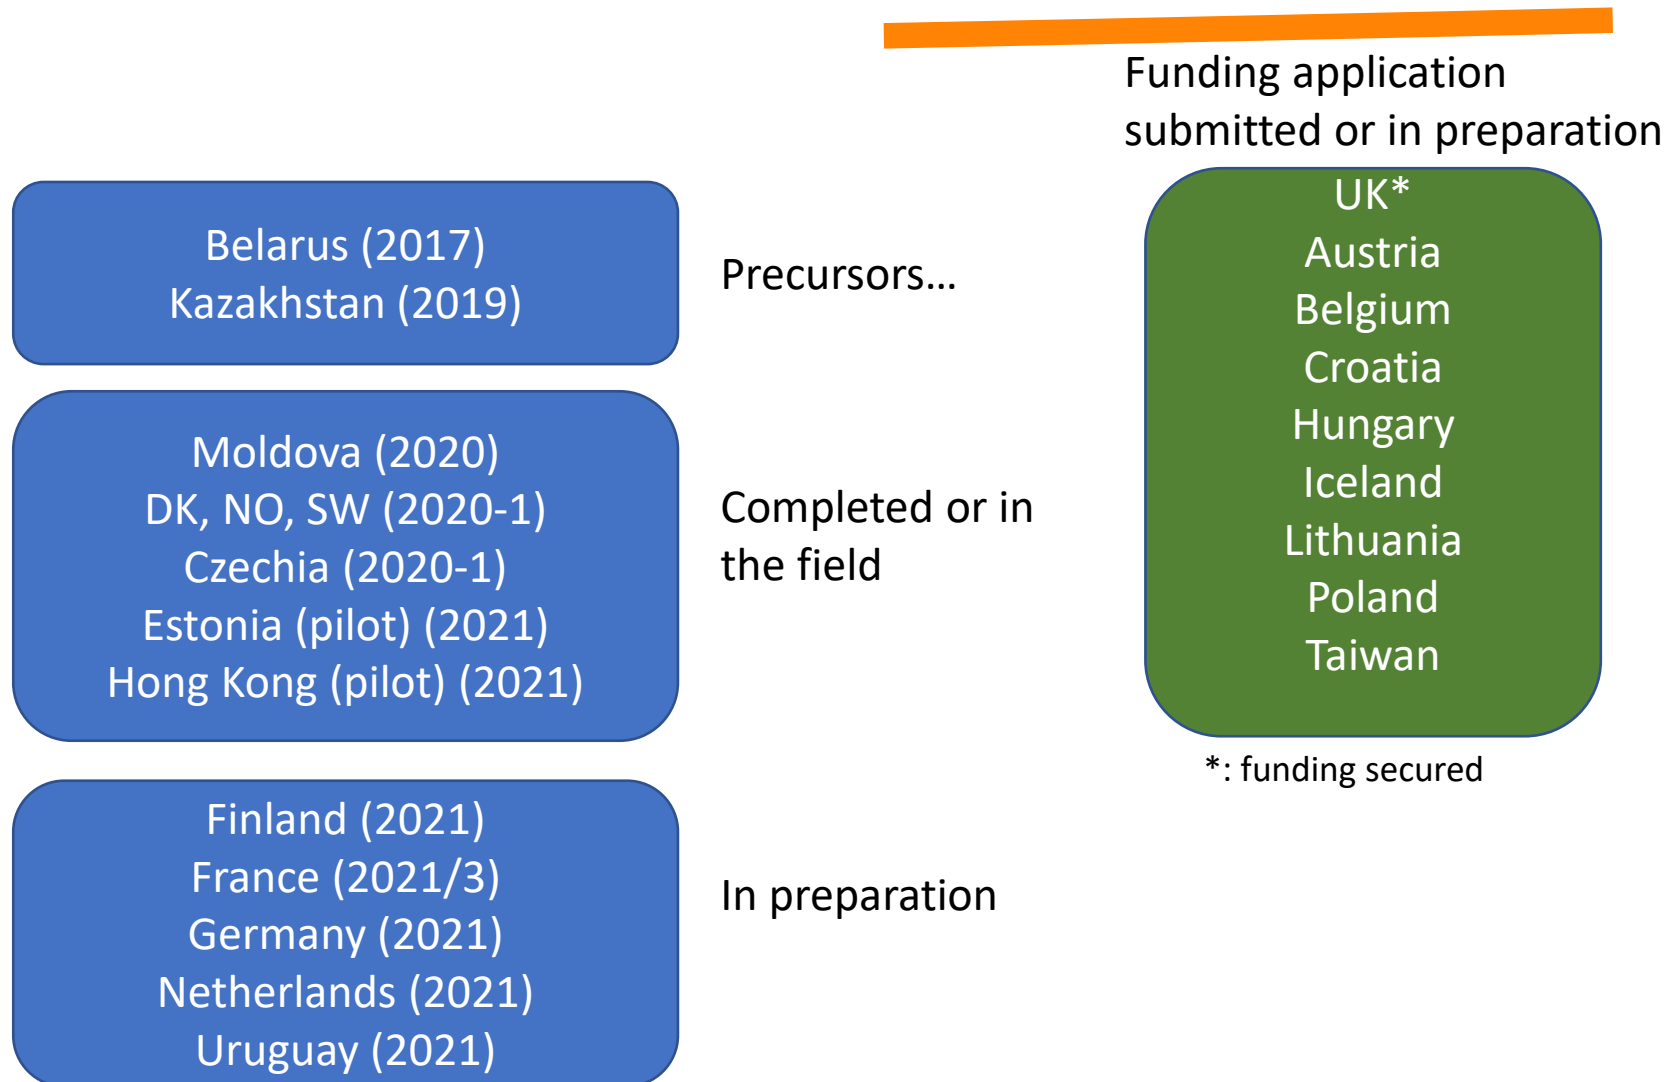 Funding application
submitted or in preparation
Belarus (2017)
Kazakhstan (2019)
Precursors…
Moldova (2020)
DK, NO, SW (2020-1)
Czechia (2020-1)
Estonia (pilot) (2021)
Hong Kong (pilot) (2021)
Completed or in
the field
Finland (2021)
France (2021/3)
Germany (2021)
Netherlands (2021)
Uruguay (2021)
In preparation
UK*
Austria
Belgium
Croatia
Hungary
Iceland
Lithuania
Poland
Taiwan
*: funding secured